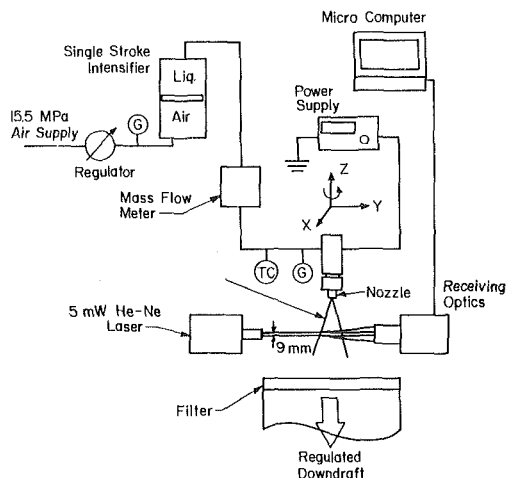 Micro Computer
Single Stroke
Intensifier
Liq.
Air
15.5 MPa
Air Supply
G
Regulator
Power
Supply
Mass Flow
Meter
Z
Y
X
TC
G
Nozzle
Receiving
Optics
5 mW He-Ne
Laser
9 mm
Filter
Regulated
Downdraft